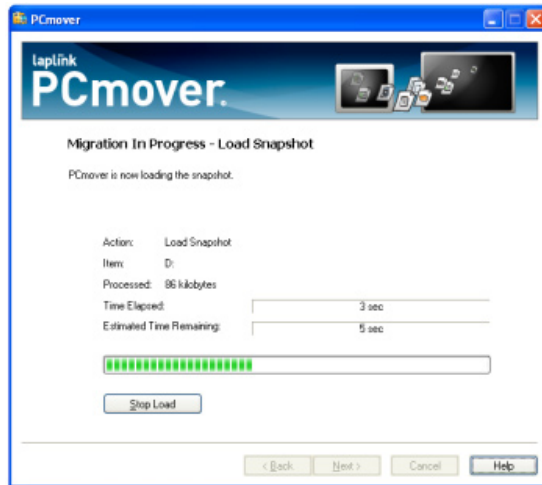 PCmover
laplink
PCmover.
Migration In Progress - Load Snapshot
PCmover is now loading the snapshot.
Action: Load Snapshot
Item: D:
Processed: 86 kilobytes
Time Elapsed: 3 sec
Estimated Time Remaining: 5 sec
Stop Load
< Back Next > Cancel Help